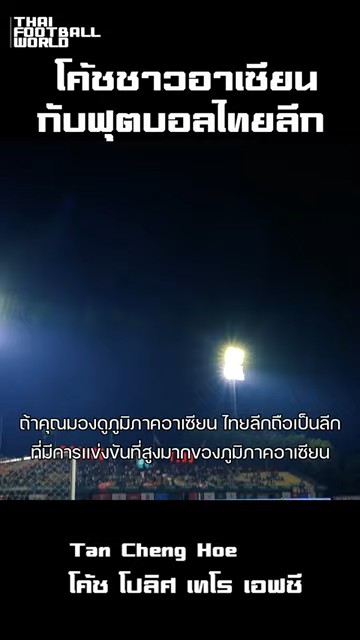 THAI
FOOTBALL
WORLD
โค้ชชาวอาเซียน
กับฟุตบอลไทยลีก
ถ้าคุณมองดูภูมิภาคอาเซียน ไทยลีกถือเป็นลีก
ที่มีการแข่งขันที่สูงมากของภูมิภาคอาเซียน
Tan Cheng Hoe
โค้ช โปลิศ เทโร เอฟซี